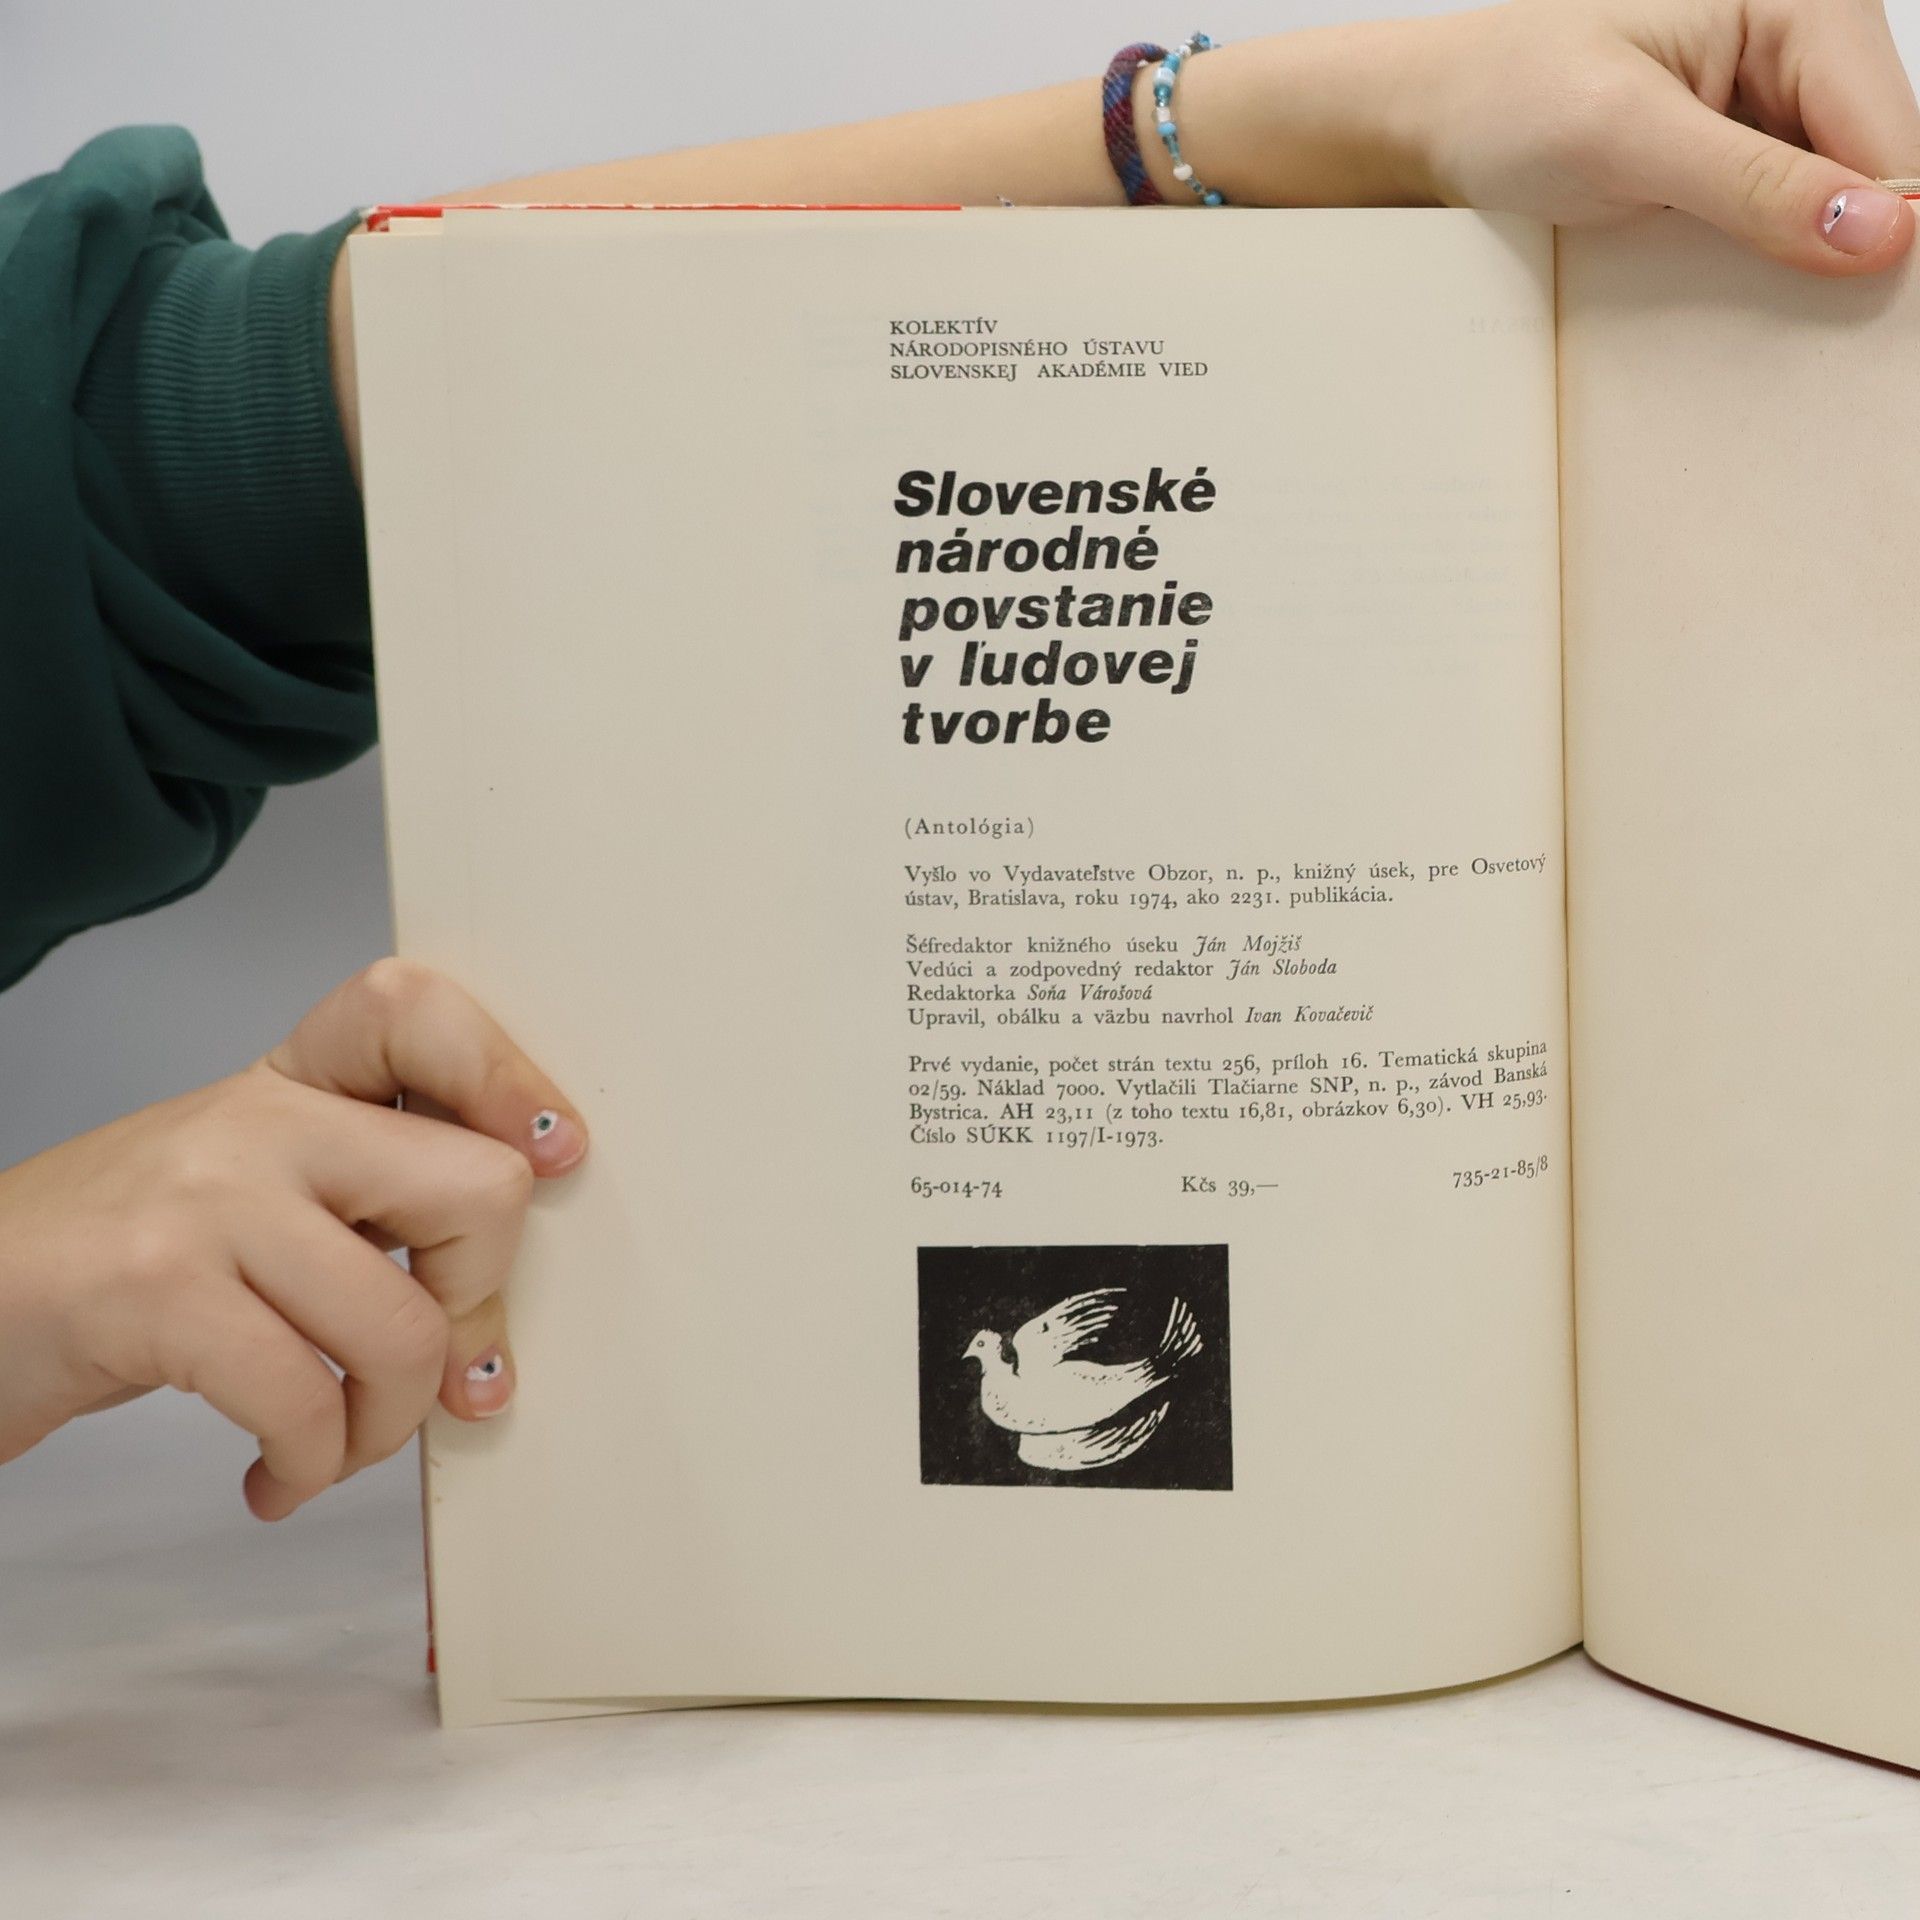 KOLEKTÍV
NÁRODOPISNÉHO ÚSTAVU
SLOVENSKEJ AKADÉMIE VIED
Slovenské
národné
povstanie
v ľudovej
tvorbe
(Antológia)
Vyšlo vo Vydavateľstve Obzor, n. p., knižný úsek, pre Osvetový
ústav, Bratislava, roku 1974, ako 2231. publikácia.
Šéfredaktor knižného úseku Ján Mojžiš
Vedúci a zodpovedný redaktor Ján Sloboda
Redaktorka Soňa Várošová
Upravil, obálku a väzbu navrhol Ivan Kovačevič
Prvé vydanie, počet strán textu 256, príloh 16. Tematická skupina
02/59. Náklad 7000. Vytlačili Tlačiarne SNP, n. p., závod Banská
Bystrica. AH 23,11 (z toho textu 16,81, obrázkov 6,30). VH 25,93.
Číslo SÚKK 1197/I-1973.
65-014-74 Kčs 39,— 735-21-85/8